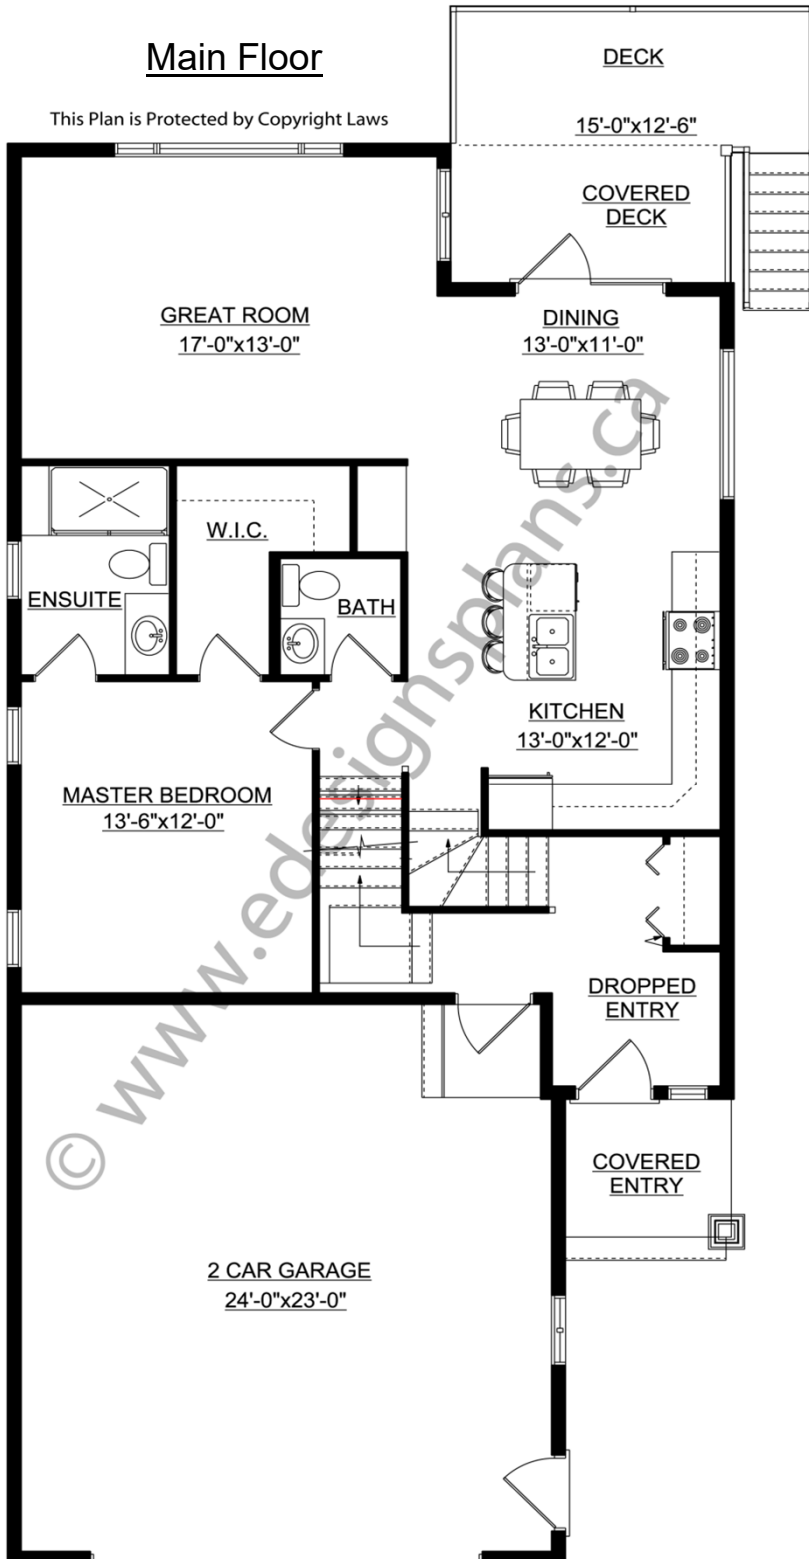 Main Floor
This Plan is Protected by Copyright Laws
DECK
15'-0"x12'-6"
COVERED
DECK
GREAT ROOM
17'-0"x13'-0"
DINING
13'-0"x11'-0"
W.I.C.
ENSUITE
BATH
KITCHEN
13'-0"x12'-0"
MASTER BEDROOM
13'-6"x12'-0"
DROPPED
ENTRY
COVERED
ENTRY
2 CAR GARAGE
24'-0"x23'-0"
© www.edesignsplans.ca